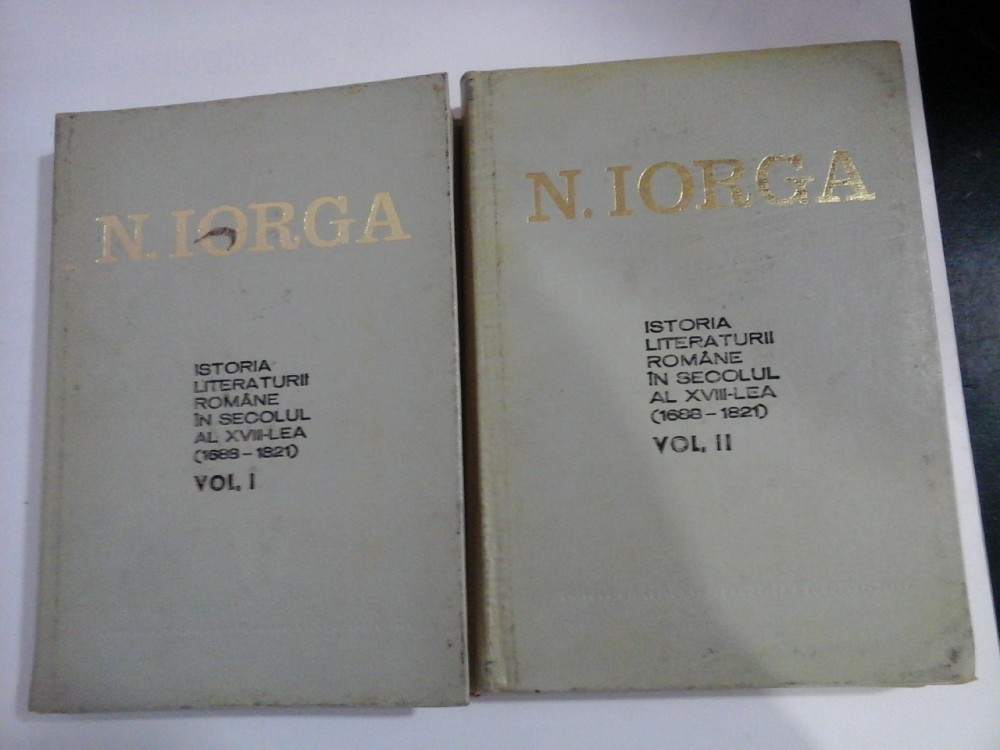 N. IORGA
ISTORIA
LITERATURII
ROMÂNE
ÎN SECOLUL
AL XVIII-LEA
(1688-1821)
VOL. I
N. IORGA
ISTORIA
LITERATURII
ROMÂNE
ÎN SECOLUL
AL XVIII-LEA
(1688-1821)
VOL. II